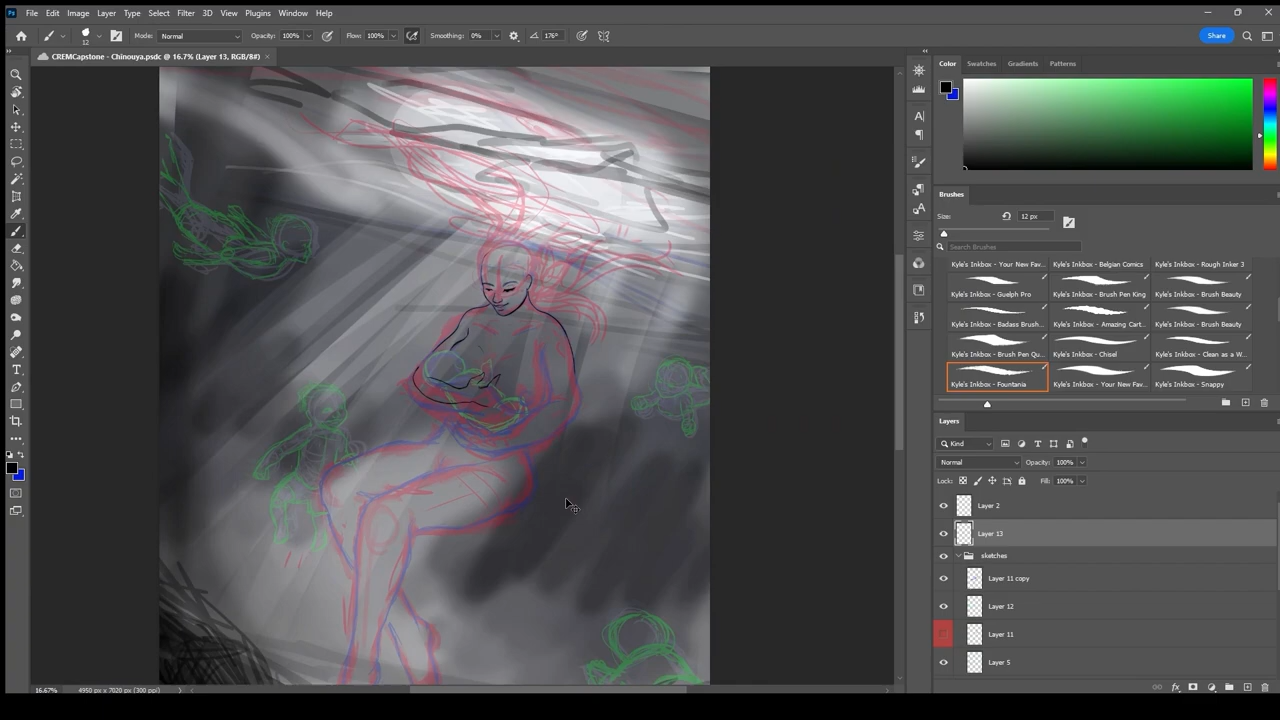 Ps File Edit Image Layer Type Select Filter 3D View Plugins Window Help
12 Mode: Normal Opacity: 100% Flow: 100% Smoothing: 0% 176° Share
CREMCapstone - Chinouya.psdc @ 16.7% (Layer 13, RGB/8#) ×
Color Swatches Gradients Patterns
Brushes
Size: 12 px
Search Brushes
Kyle's Inkbox - Your New Fav... Kyle's Inkbox - Belgian Comics Kyle's Inkbox - Rough Inker 3
Kyle's Inkbox - Guelph Pro Kyle's Inkbox - Brush Pen King Kyle's Inkbox - Brush Beauty
Kyle's Inkbox - Badass Brush... Kyle's Inkbox - Amazing Cart... Kyle's Inkbox - Brush Beauty
Kyle's Inkbox - Brush Pen Qu... Kyle's Inkbox - Chisel Kyle's Inkbox - Clean as a W...
Kyle's Inkbox - Fountania Kyle's Inkbox - Your New Fav... Kyle's Inkbox - Snappy
Layers
Kind
Normal Opacity: 100%
Lock: Fill: 100%
Layer 2
Layer 13
sketches
Layer 11 copy
Layer 12
Layer 11
Layer 5
16.67% 4950 px x 7020 px (300 ppi)